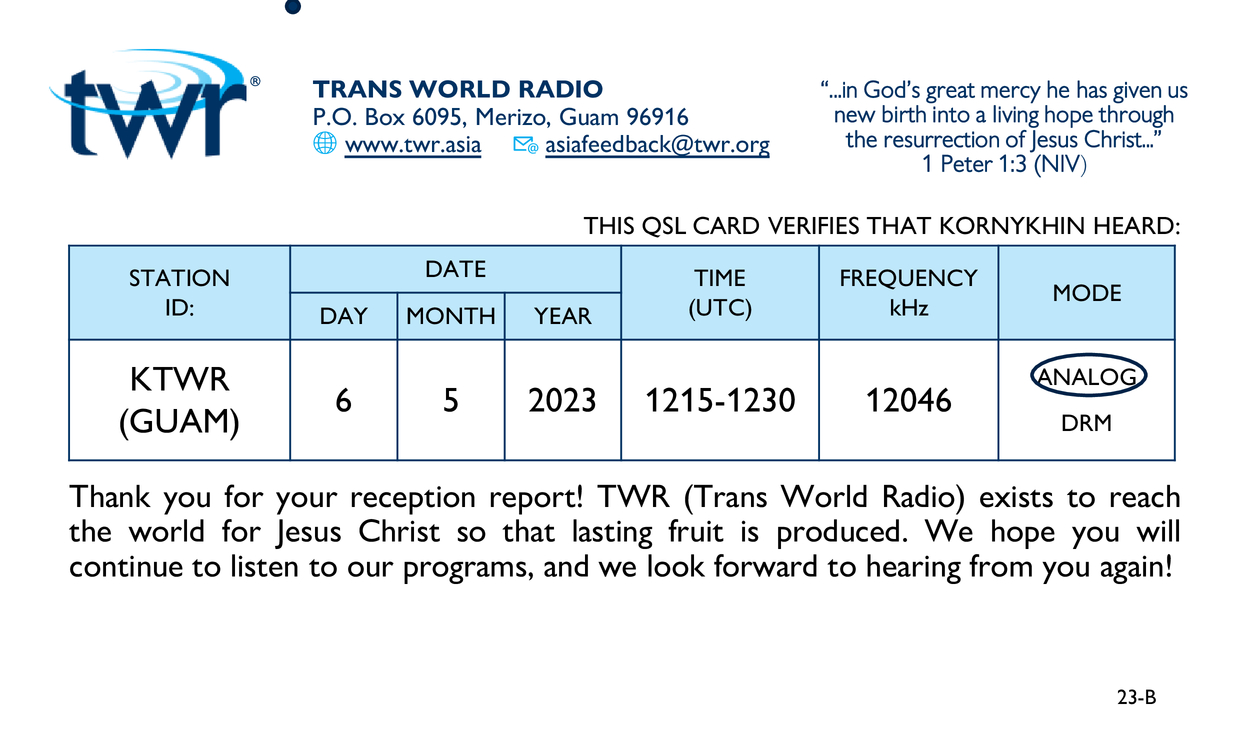 twr®
TRANS WORLD RADIO
P.O. Box 6095, Merizo, Guam 96916
www.twr.asia asiafeedback@twr.org
“...in God’s great mercy he has given us
new birth into a living hope through
the resurrection of Jesus Christ...”
1 Peter 1:3 (NIV)
THIS QSL CARD VERIFIES THAT KORNYKHIN HEARD:
STATION
ID:
DATE
DAY MONTH YEAR
TIME
(UTC)
FREQUENCY
kHz
MODE
KTWR
(GUAM)
6 5 2023 1215-1230 12046
ANALOG
DRM
Thank you for your reception report! TWR (Trans World Radio) exists to reach
the world for Jesus Christ so that lasting fruit is produced. We hope you will
continue to listen to our programs, and we look forward to hearing from you again!
23-B